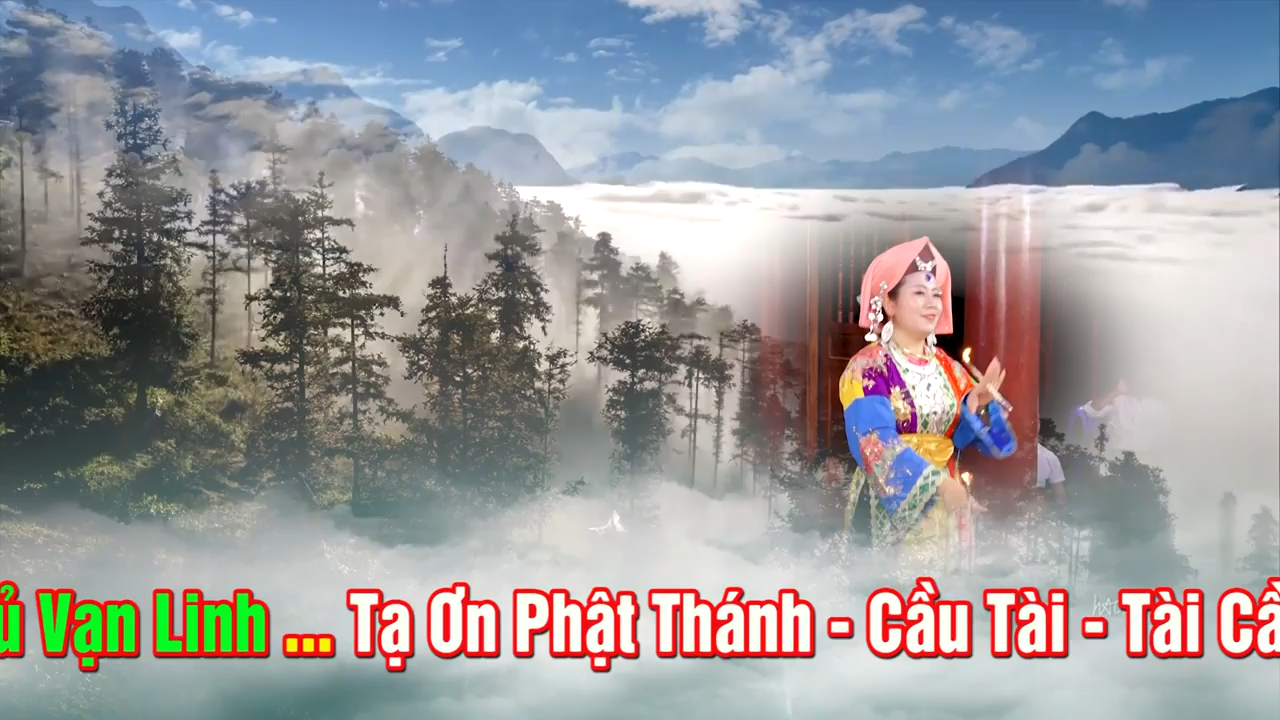 Vạn Linh ... Tạ Ơn Phật Thánh - Cầu Tài - Tài